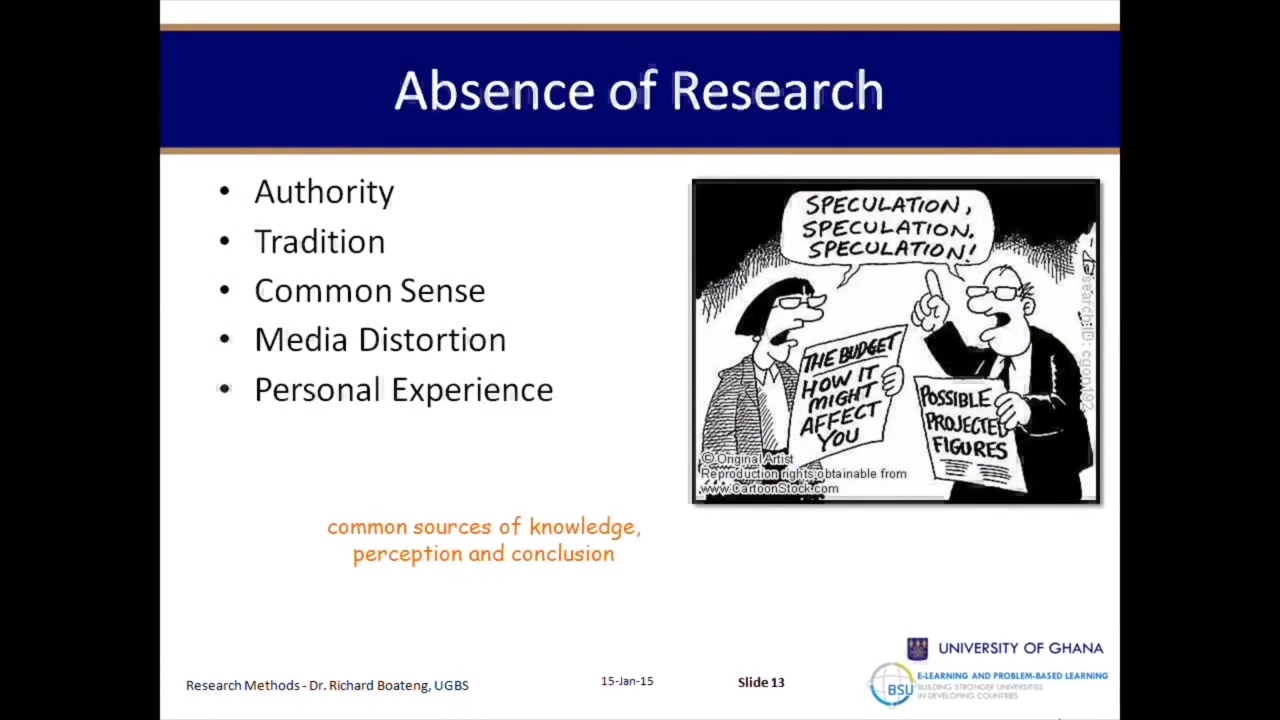 Absence of Research
• Authority
• Tradition
• Common Sense
• Media Distortion
• Personal Experience
SPECULATION,
SPECULATION.
SPECULATION!
THE BUDGET
HOW IT
MIGHT
AFFECT
YOU
POSSIBLE
PROJECTED
FIGURES
© Original Artist
Reproduction rights obtainable from
www.CartoonStock.com
search ID: cgon192
common sources of knowledge,
perception and conclusion
UNIVERSITY OF GHANA
BSU
E-LEARNING AND PROBLEM-BASED LEARNING
BUILDING STRONGER UNIVERSITIES
IN DEVELOPING COUNTRIES
Research Methods - Dr. Richard Boateng, UGBS
15-Jan-15
Slide 13